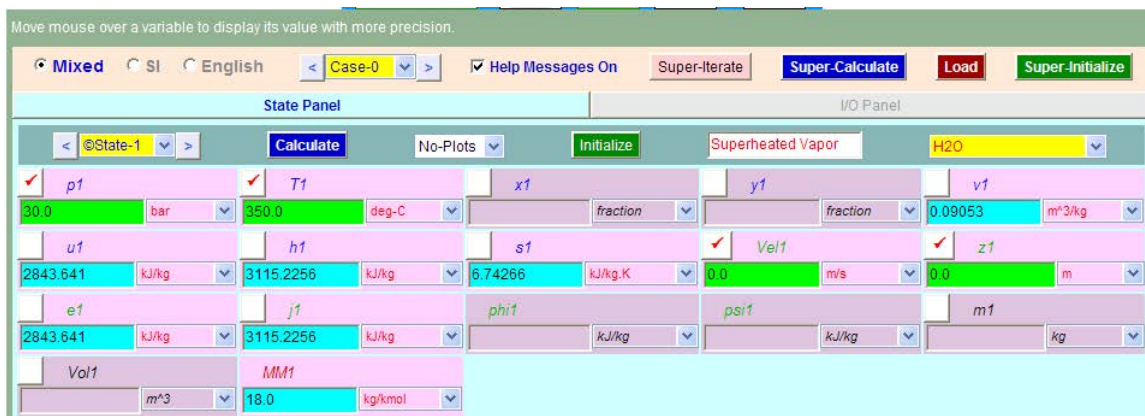 Move mouse over a variable to display its value with more precision.
Mixed SI English < Case-0 > Help Messages On Super-Iterate Super-Calculate Load Super-Initialize
State Panel I/O Panel
< ©State-1 > Calculate No-Plots Initialize Superheated Vapor H2O
p1 T1 x1 y1 v1
30.0 bar 350.0 deg-C fraction fraction 0.09053 m^3/kg
u1 h1 s1 Vel1 z1
2843.641 kJ/kg 3115.2256 kJ/kg 6.74266 kJ/kg.K 0.0 m/s 0.0 m
e1 j1 phi1 psi1 m1
2843.641 kJ/kg 3115.2256 kJ/kg kJ/kg kJ/kg kg
Vol1 MM1
m^3 18.0 kg/kmol